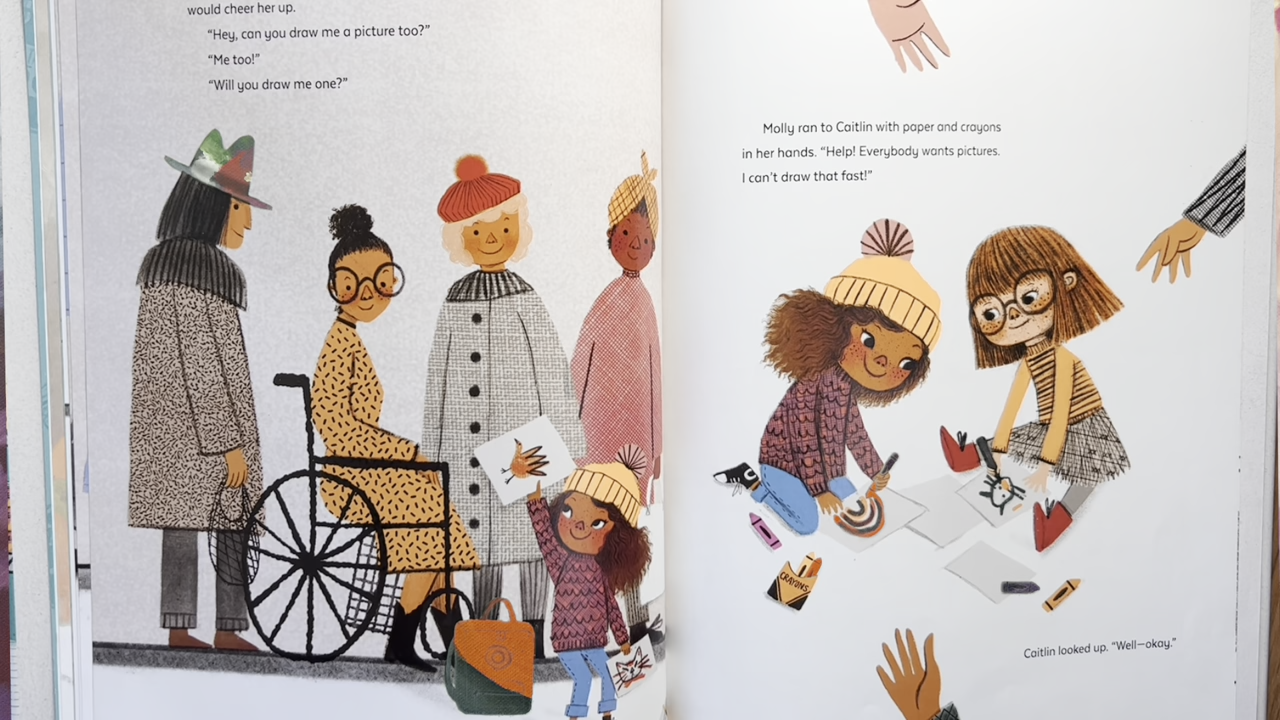 would cheer her up.
“Hey, can you draw me a picture too?”
“Me too!”
“Will you draw me one?”
Molly ran to Caitlin with paper and crayons
in her hands. “Help! Everybody wants pictures.
I can’t draw that fast!”
CRAYONS
Caitlin looked up. “Well—okay.”